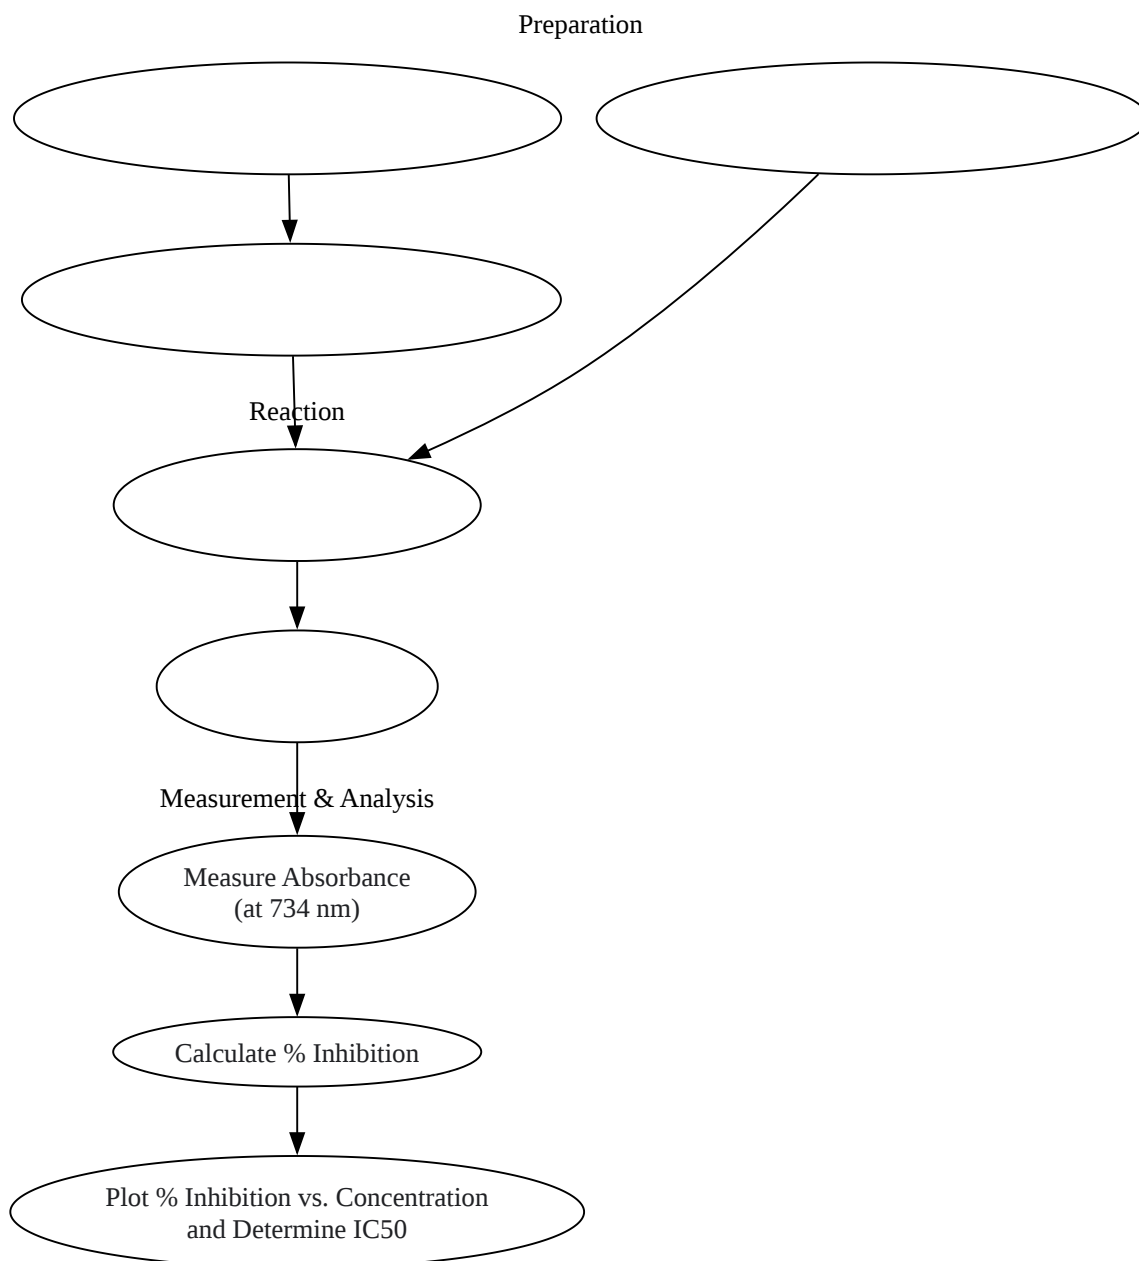 Preparation
Reaction
Measurement & Analysis
Measure Absorbance
(at 734 nm)
Calculate % Inhibition
Plot % Inhibition vs. Concentration
and Determine IC50